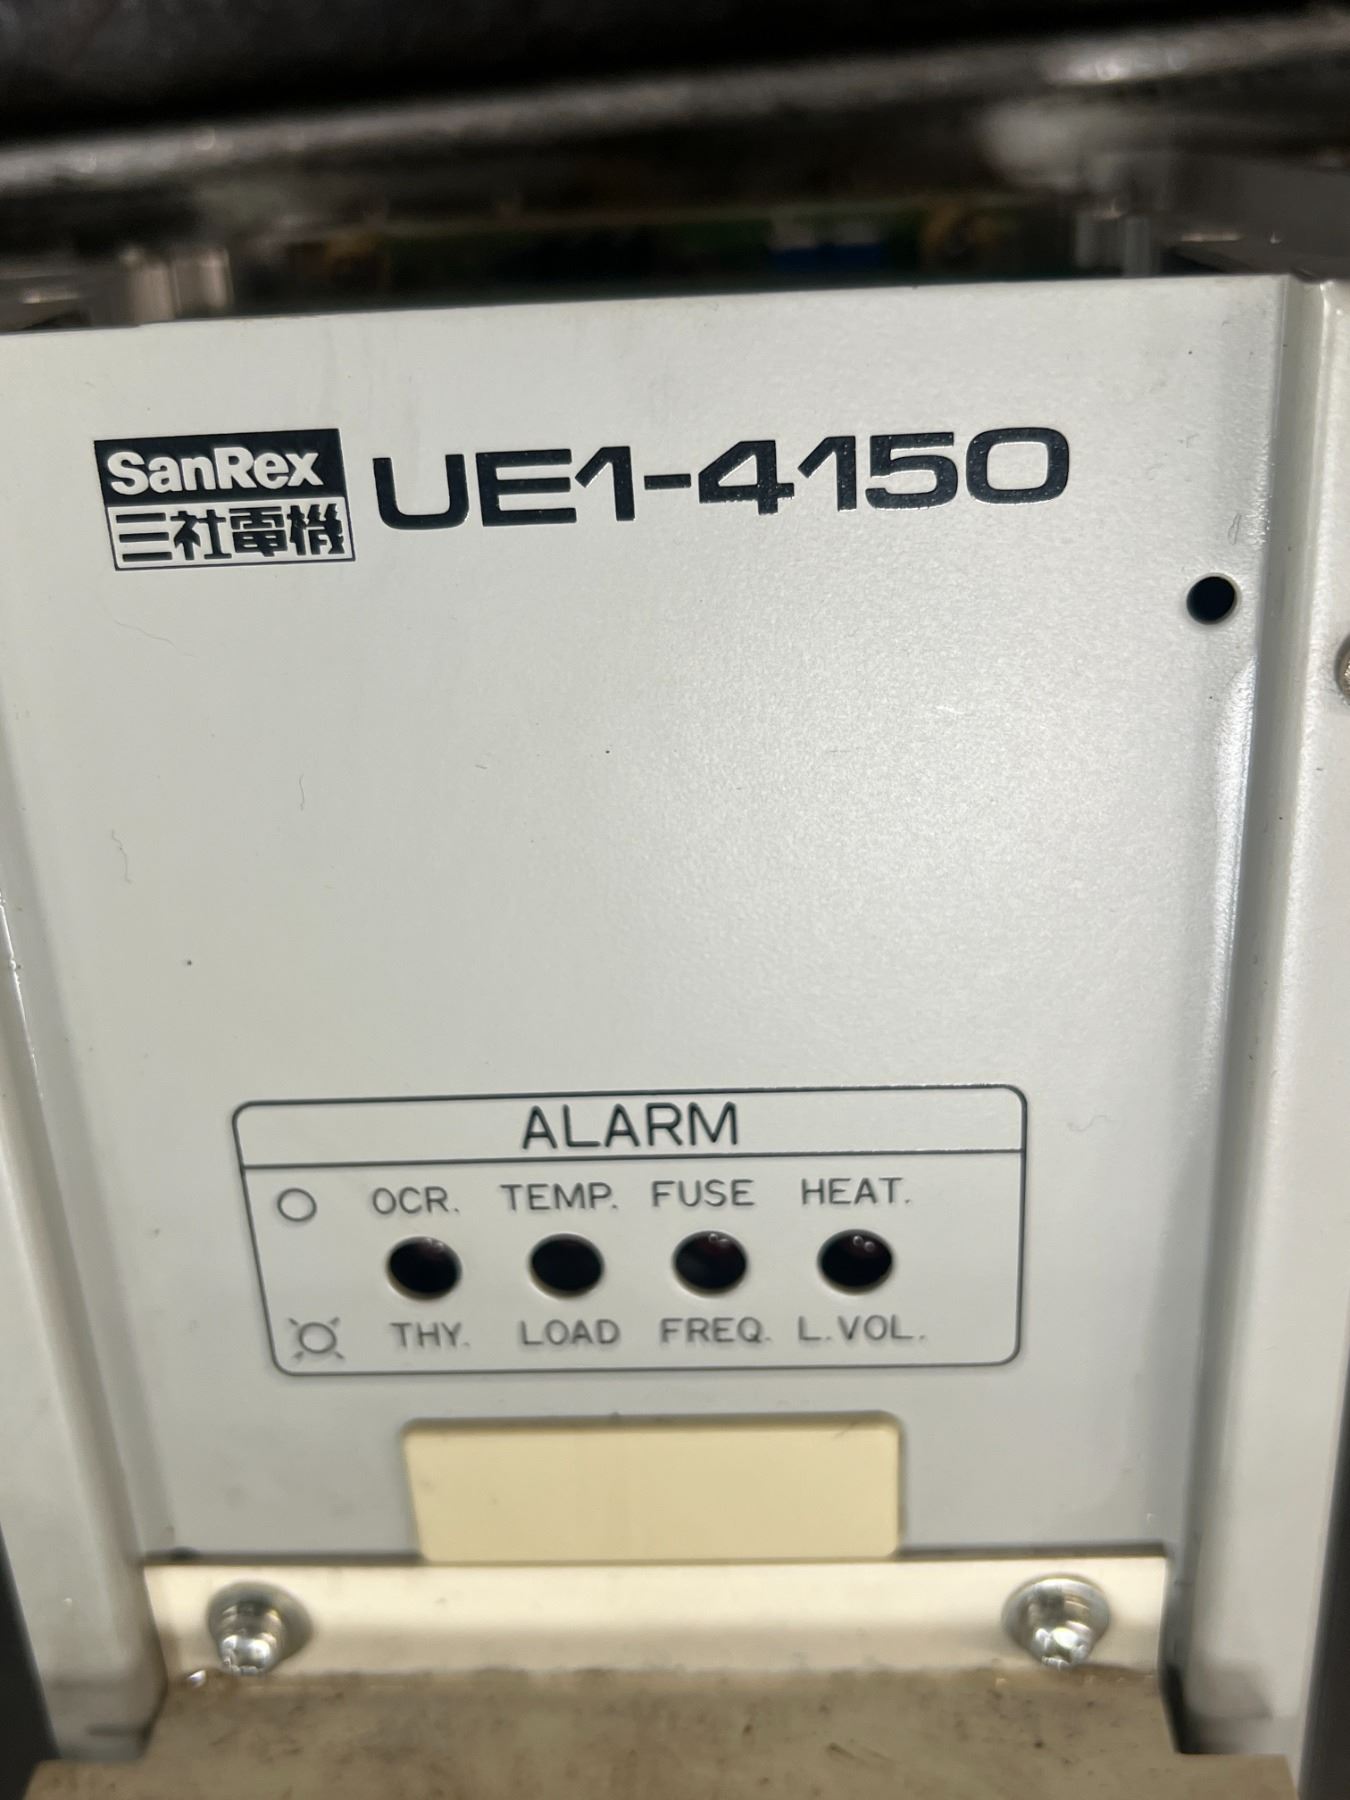 SanRex
三社電機
UE1-4150
ALARM
OCR. TEMP. FUSE HEAT.
THY. LOAD FREQ. L.VOL.